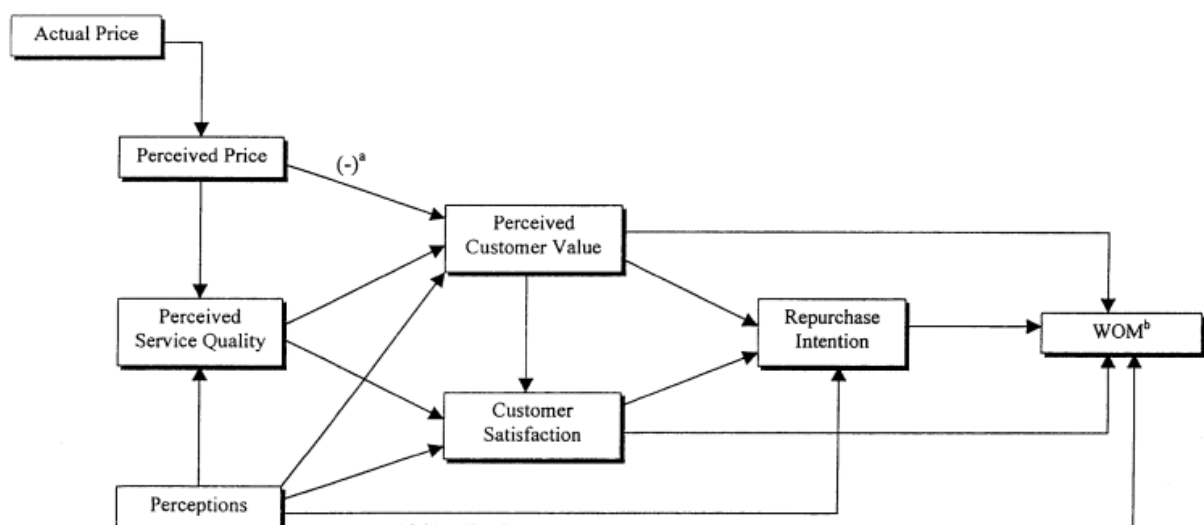 Actual Price
Perceived Price
(-)ᵃ
Perceived
Customer Value
Perceived
Service Quality
Repurchase
Intention
WOMᵇ
Customer
Satisfaction
Perceptions